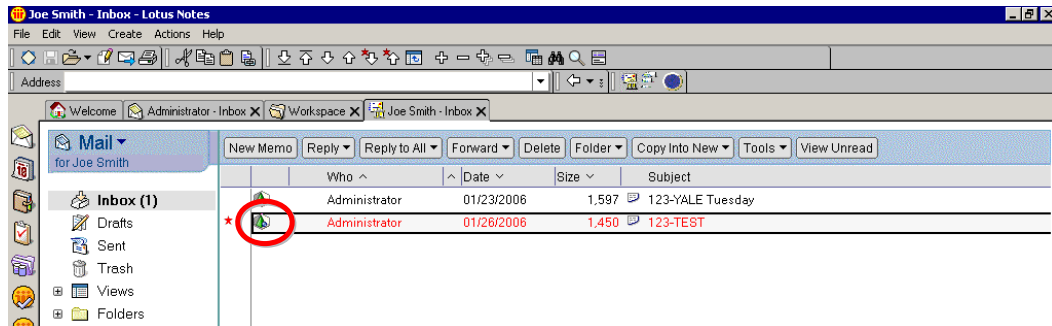 Joe Smith - Inbox - Lotus Notes
File Edit View Create Actions Help
Address
Welcome Administrator - Inbox Workspace Joe Smith - Inbox
Mail
for Joe Smith
New Memo Reply Reply to All Forward Delete Folder Copy Into New Tools View Unread
Who Date Size Subject
Inbox (1) Administrator 01/23/2006 1,597 123-YALE Tuesday
Drafts Administrator 01/26/2006 1,450 123-TEST
Sent
Trash
Views
Folders